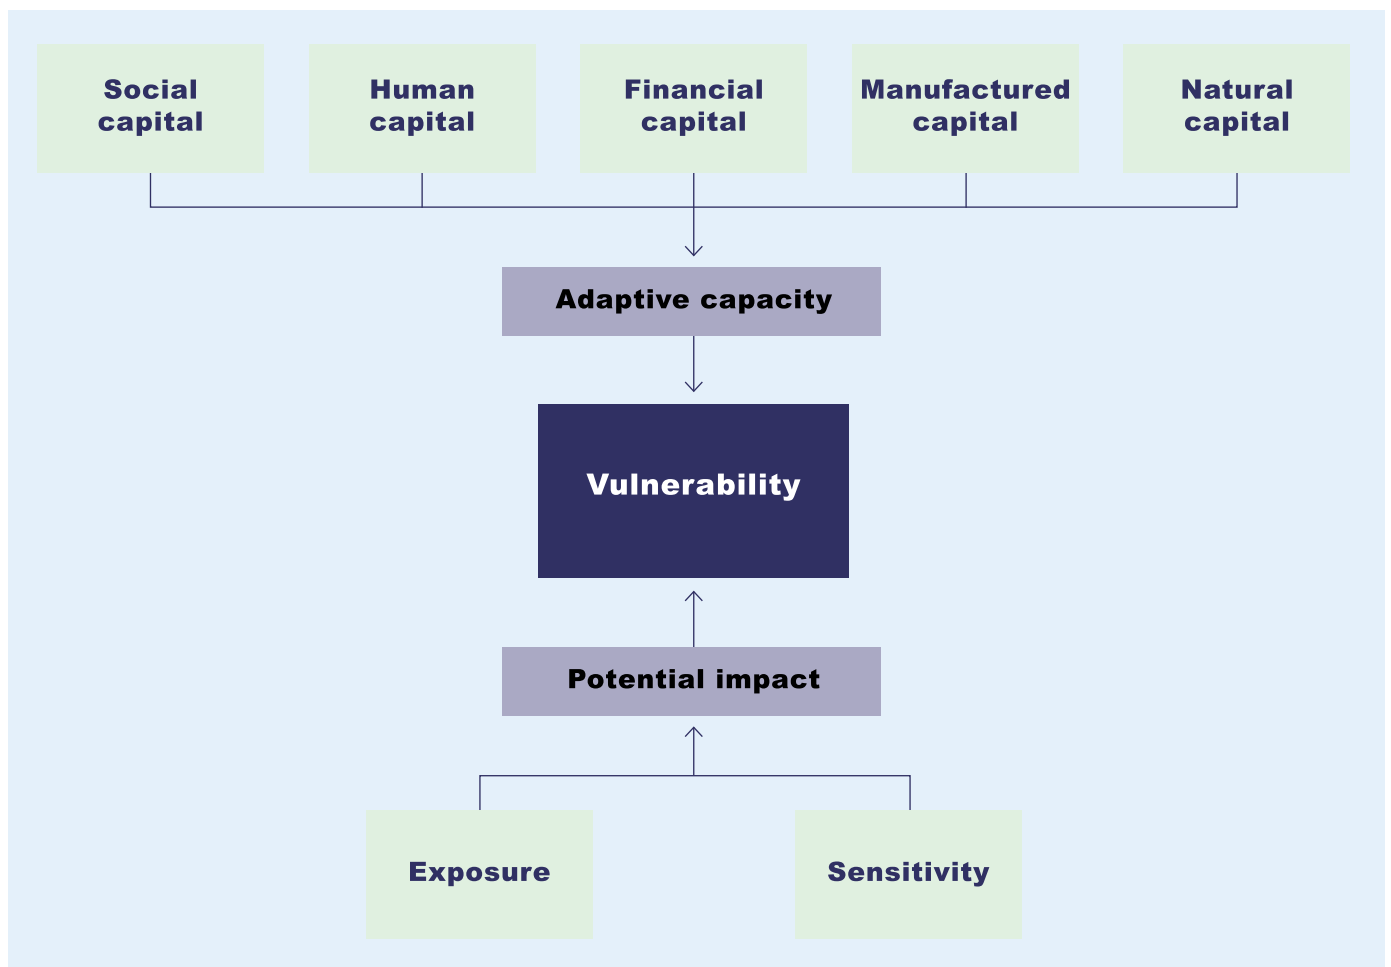 Social
capital
Human
capital
Financial
capital
Manufactured
capital
Natural
capital
Adaptive capacity
Vulnerability
Potential impact
Exposure
Sensitivity